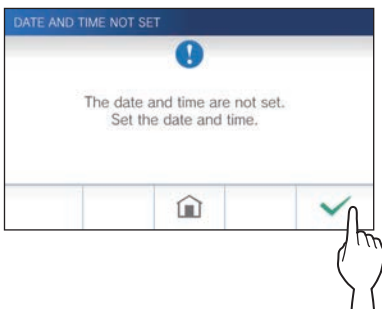 DATE AND TIME NOT SET
The date and time are not set.
Set the date and time.